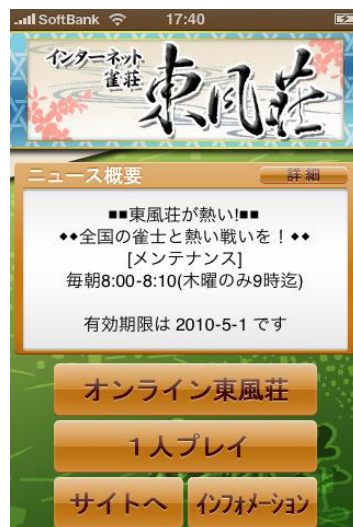 SoftBank 17:40
インターネット
雀荘 東風荘
ニュース概要 詳細
■■東風荘が熱い!■■
◆◆全国の雀士と熱い戦いを！◆◆
[メンテナンス]
毎朝8:00-8:10(木曜のみ9時迄)
有効期限は 2010-5-1 です
オンライン東風荘
1人プレイ
サイトへ インフォメーション